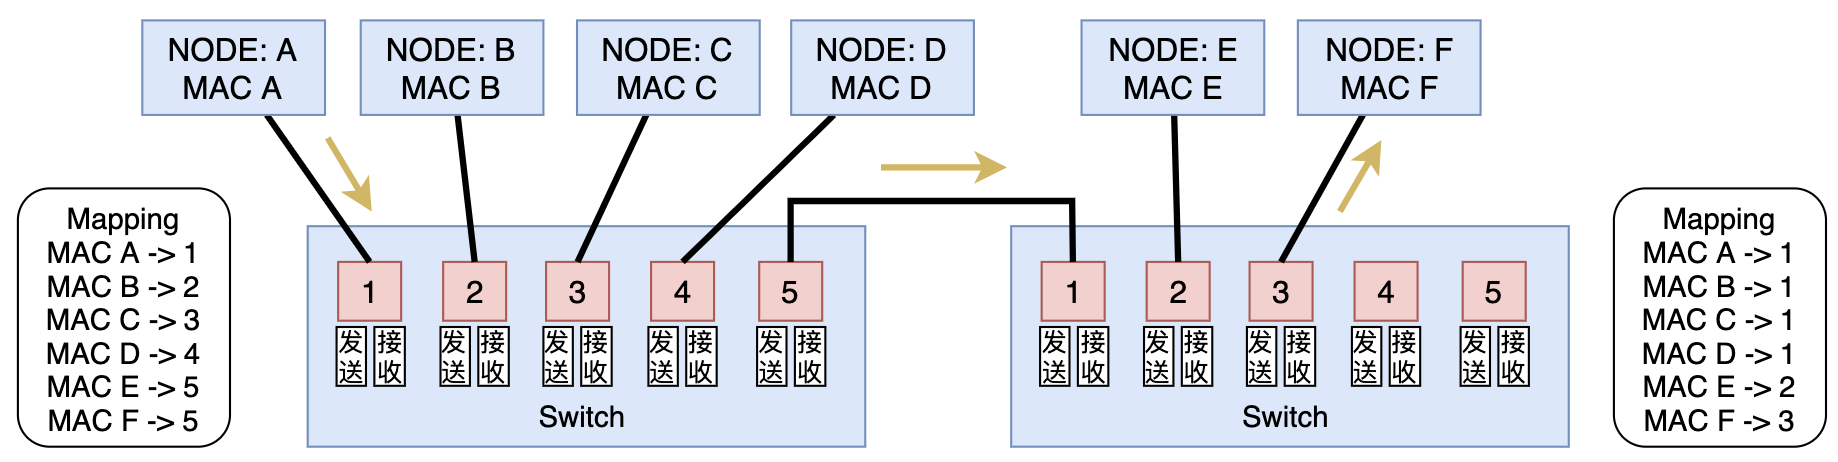 NODE: A
MAC A
NODE: B
MAC B
NODE: C
MAC C
NODE: D
MAC D
NODE: E
MAC E
NODE: F
MAC F
Mapping
MAC A -> 1
MAC B -> 2
MAC C -> 3
MAC D -> 4
MAC E -> 5
MAC F -> 5
1
2
3
4
5
发送
接收
发送
接收
发送
接收
发送
接收
发送
接收
Switch
1
2
3
4
5
发送
接收
发送
接收
发送
接收
发送
接收
发送
接收
Switch
Mapping
MAC A -> 1
MAC B -> 1
MAC C -> 1
MAC D -> 1
MAC E -> 2
MAC F -> 3